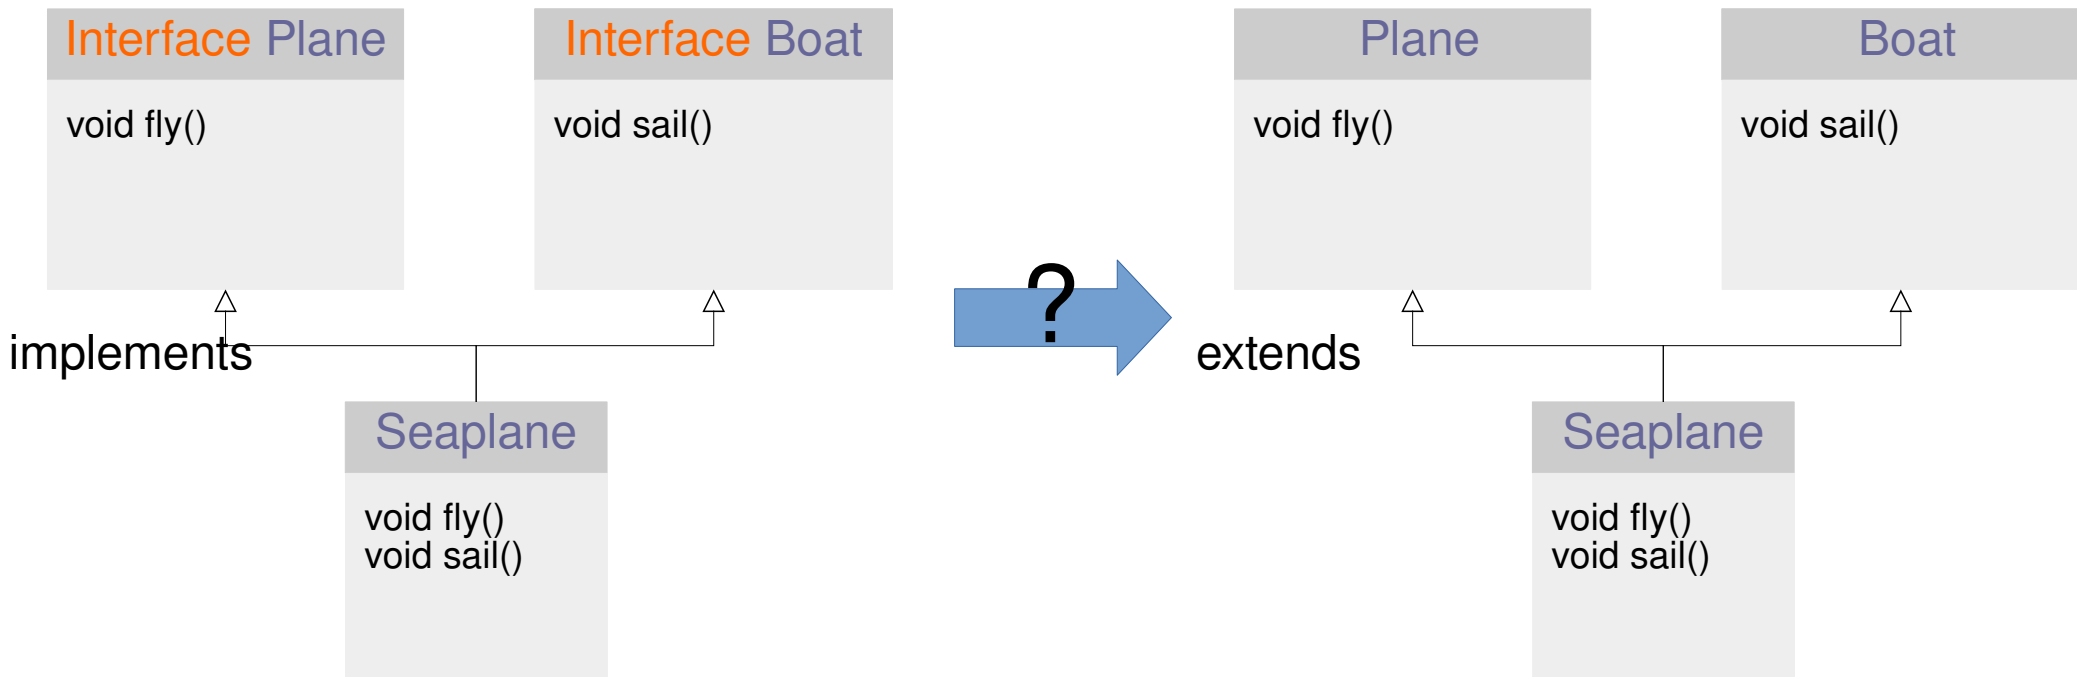 Interface Plane
void fly()
Interface Boat
void sail()
implements
Seaplane
void fly()
void sail()
?
Plane
void fly()
Boat
void sail()
extends
Seaplane
void fly()
void sail()